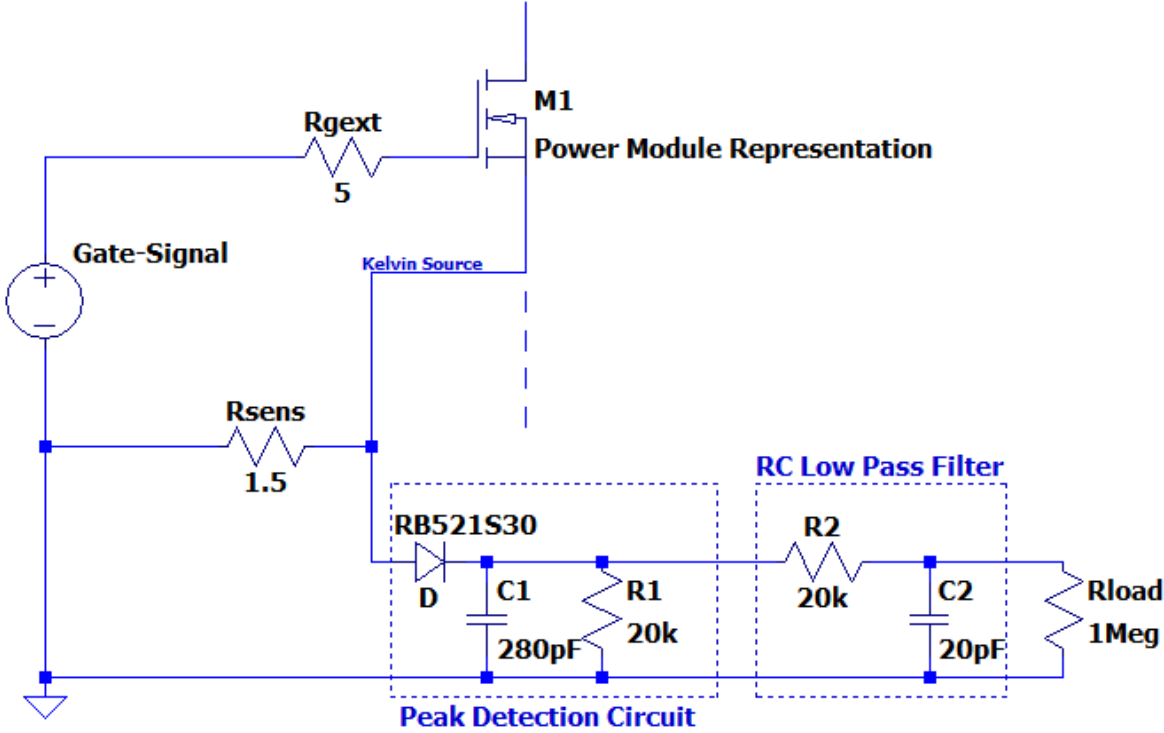 M1
Rgext
Power Module Representation
5
Gate-Signal
Kelvin Source
+
Rsens
1.5
RC Low Pass Filter
RB521S30
R2
D
C1
R1
20k
C2
Rload
280pF
20k
20pF
1Meg
Peak Detection Circuit